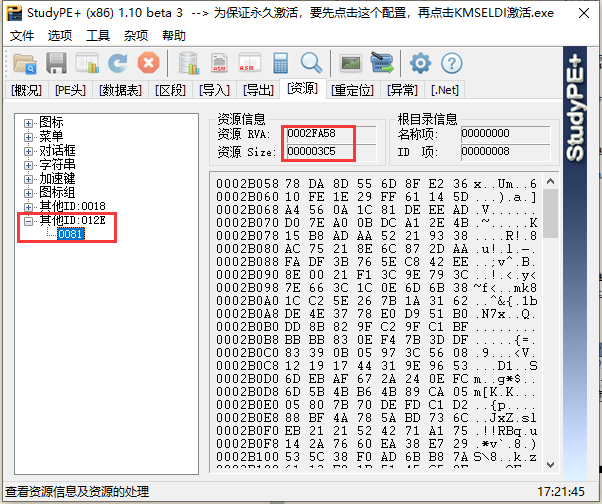 StudyPE+ (x86) 1.10 beta 3 --> 为保证永久激活，要先点击这个配置，再点击KMSELDI激活.exe
文件 选项 工具 杂项 帮助
[概况] [PE头] [数据表] [区段] [导入] [导出] [资源] [重定位] [异常] [.Net]
图标
菜单
对话框
字符串
加速键
图标组
其他ID:0018
其他ID:012E
0081
资源信息
资源 RVA: 0002FA58
资源 Size: 000003C5
根目录信息
名称项: 00000000
ID 项: 00000008
0002B058 78 DA 8D 55 6D 8F E2 36 x..Um..6
0002B060 10 FE 1E 29 FF 61 14 5D ...).a.]
0002B068 A4 56 0A 1C 81 DE EE AD .V......
0002B070 D0 7E A0 0B DC A1 2E 4B .~.....K
0002B078 15 B8 AD AA 52 21 93 38 ....R!.8
0002B080 AC 75 21 8E 6C 87 2D AA .u!.l.-.
0002B088 FA DF 3B 76 5E C8 42 EE ..;v^.B.
0002B090 8E 00 21 F1 3C 9E 79 3C ..!.<.y<
0002B098 7E 66 3C 1C 0E 6D 6B 38 ~f<..mk8
0002B0A0 1C C2 5E 26 7B 1A 31 62 ..^&{.1b
0002B0A8 DE 4E 37 78 E0 D9 51 B0 .N7x..Q.
0002B0B0 DD 8B 82 9F C2 9F C1 BF ........
0002B0B8 BB BB 83 0E F4 7B 3D DF .....{=.
0002B0C0 83 39 0B 05 97 3C 56 08 .9...<V.
0002B0C8 12 19 17 44 31 9E 96 53 ...D1..S
0002B0D0 6D EB AF 67 2A 24 0E FC m..g*$..
0002B0D8 6D 5B 4B B6 4B 89 CA 05 m[K.K...
0002B0E0 05 80 7B 70 DE FD C1 D2 ..{p....
0002B0E8 88 BF 4A 78 5A BD 73 6C ..JxZ.sl
0002B0F0 EB 21 21 52 42 71 A1 75 .!!RBq.u
0002B0F8 14 2A 76 60 EA 38 E7 29 .*v`.8.)
0002B100 53 5C 38 F0 AD 6B B8 7A S\8..k.z
StudyPE+
查看资源信息及资源的处理
17:21:45